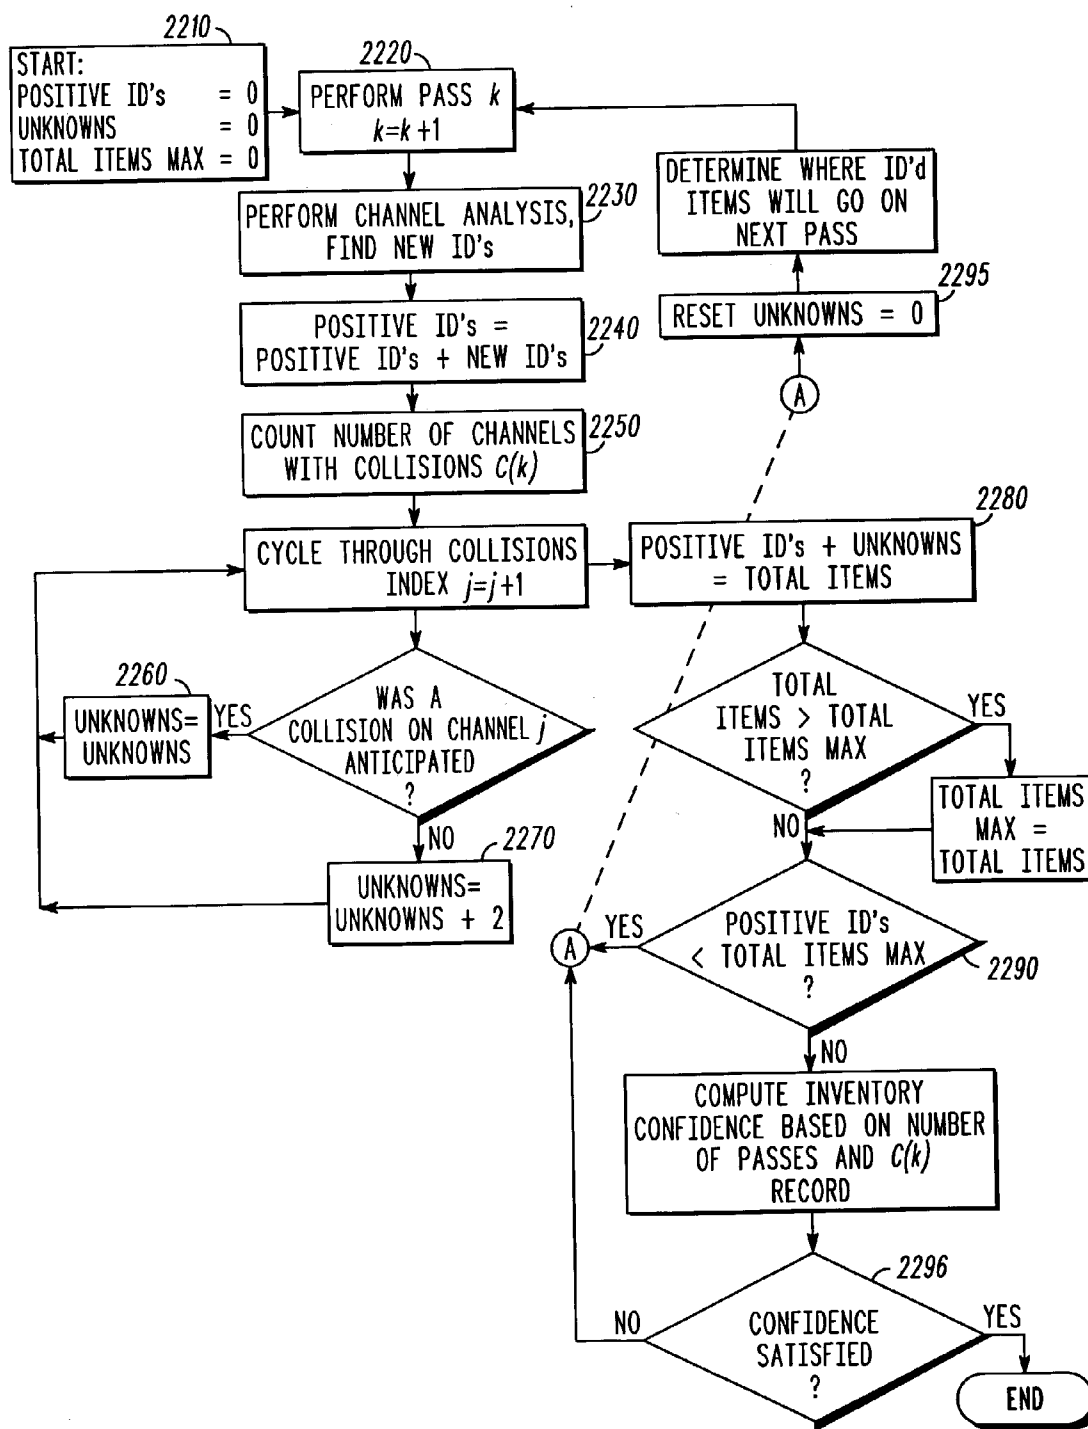 2210
START:
POSITIVE ID's = 0
UNKNOWNS = 0
TOTAL ITEMS MAX = 0
2220
PERFORM PASS k
k=k+1
2230
PERFORM CHANNEL ANALYSIS,
FIND NEW ID's
2240
POSITIVE ID's =
POSITIVE ID's + NEW ID's
2250
COUNT NUMBER OF CHANNELS
WITH COLLISIONS C(k)
CYCLE THROUGH COLLISIONS
INDEX j=j+1
WAS A
COLLISION ON CHANNEL j
ANTICIPATED
?
YES
2260
UNKNOWNS=
UNKNOWNS
NO
2270
UNKNOWNS=
UNKNOWNS + 2
DETERMINE WHERE ID'd
ITEMS WILL GO ON
NEXT PASS
2295
RESET UNKNOWNS = 0
A
2280
POSITIVE ID's + UNKNOWNS
= TOTAL ITEMS
TOTAL
ITEMS > TOTAL
ITEMS MAX
?
YES
TOTAL ITEMS
MAX =
TOTAL ITEMS
NO
POSITIVE ID's
< TOTAL ITEMS MAX
?
2290
YES
A
NO
COMPUTE INVENTORY
CONFIDENCE BASED ON NUMBER
OF PASSES AND C(k)
RECORD
2296
CONFIDENCE
SATISFIED
?
NO
YES
END